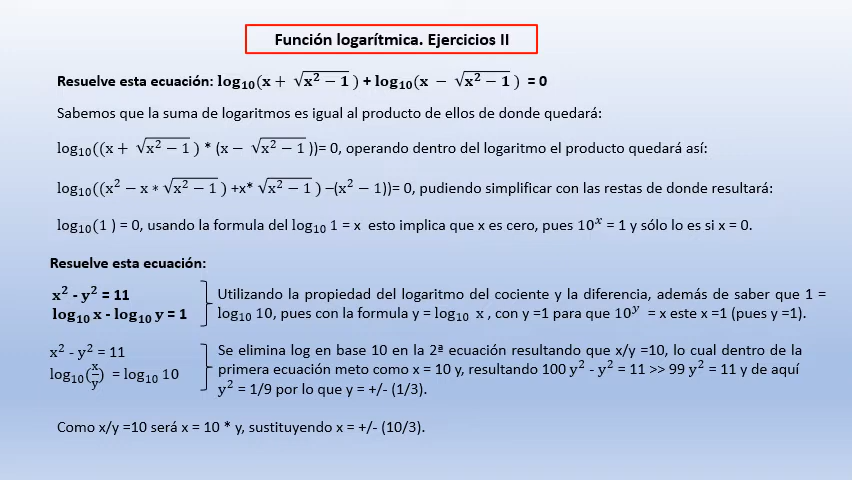 Función logarítmica. Ejercicios II
Resuelve esta ecuación: log₁₀(x + √(x² − 1) ) + log₁₀(x − √(x² − 1) ) = 0
Sabemos que la suma de logaritmos es igual al producto de ellos de donde quedará:
log₁₀((x + √(x² − 1) ) * (x − √(x² − 1) ))= 0, operando dentro del logaritmo el producto quedará así:
log₁₀((x² − x * √(x² − 1) +x* √(x² − 1) ) −(x² − 1))= 0, pudiendo simplificar con las restas de donde resultará:
log₁₀(1 ) = 0, usando la formula del log₁₀ 1 = x esto implica que x es cero, pues 10ˣ = 1 y sólo lo es si x = 0.
Resuelve esta ecuación:
x² - y² = 11
log₁₀ x - log₁₀ y = 1
Utilizando la propiedad del logaritmo del cociente y la diferencia, además de saber que 1 =
log₁₀ 10, pues con la formula y = log₁₀ x , con y =1 para que 10ʸ = x este x =1 (pues y =1).
x² - y² = 11
log₁₀(x/y) = log₁₀ 10
Se elimina log en base 10 en la 2ª ecuación resultando que x/y =10, lo cual dentro de la
primera ecuación meto como x = 10 y, resultando 100 y² - y² = 11 >> 99 y² = 11 y de aquí
y² = 1/9 por lo que y = +/- (1/3).
Como x/y =10 será x = 10 * y, sustituyendo x = +/- (10/3).